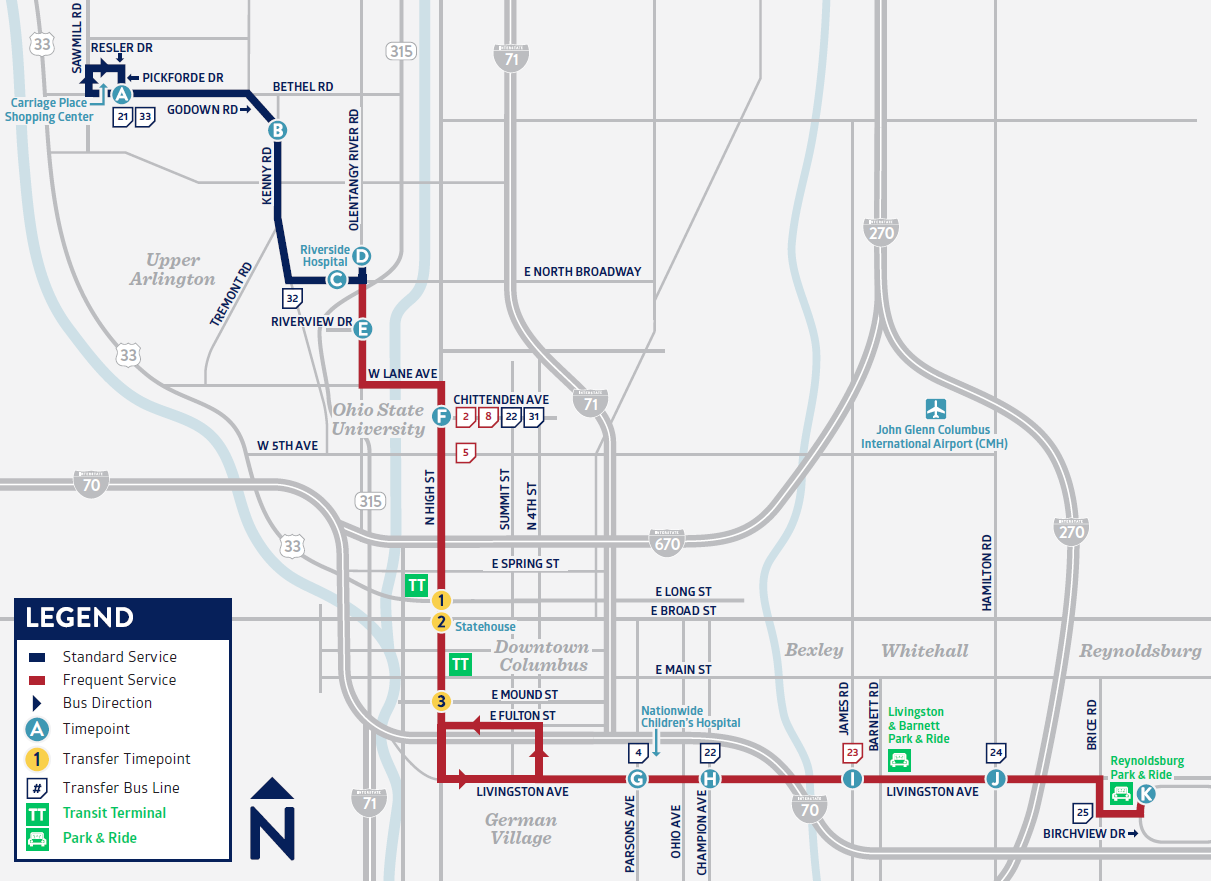 SAWMILL RD
33
RESLER DR
PICKFORDE DR
Carriage Place
Shopping Center
A
21
33
GODOWN RD
BETHEL RD
315
71
B
KENNY RD
OLENTANGY RIVER RD
Upper
Arlington
TREMONT RD
Riverside
Hospital
D
C
32
E NORTH BROADWAY
270
RIVERVIEW DR
E
33
W LANE AVE
Ohio State
University
CHITTENDEN AVE
F
2
8
22
31
71
John Glenn Columbus
International Airport (CMH)
W 5TH AVE
5
70
315
N HIGH ST
SUMMIT ST
N 4TH ST
33
670
270
HAMILTON RD
E SPRING ST
TT
1
E LONG ST
2
Statehouse
E BROAD ST
TT
Downtown
Columbus
Bexley
Whitehall
Reynoldsburg
E MAIN ST
3
E MOUND ST
E FULTON ST
Nationwide
Children's Hospital
JAMES RD
BARNETT RD
Livingston
& Barnett
Park & Ride
BRICE RD
4
22
23
24
Reynoldsburg
Park & Ride
G
H
I
J
K
LIVINGSTON AVE
LIVINGSTON AVE
71
German
Village
PARSONS AVE
OHIO AVE
CHAMPION AVE
70
25
BIRCHVIEW DR
LEGEND
Standard Service
Frequent Service
Bus Direction
A Timepoint
1 Transfer Timepoint
# Transfer Bus Line
TT Transit Terminal
Park & Ride
N